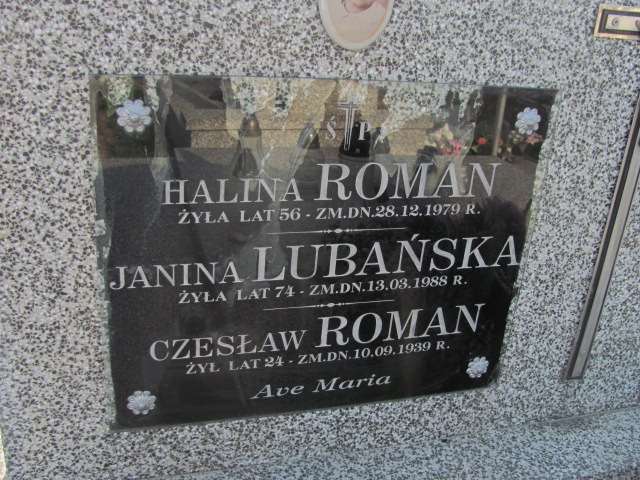 Ś P
HALINA ROMAN
ŻYŁA LAT 56 - ZM.DN.28.12.1979 R.
JANINA LUBAŃSKA
ŻYŁA LAT 74 - ZM.DN.13.03.1988 R.
CZESŁAW ROMAN
ŻYŁ LAT 24 - ZM.DN.10.09.1939 R.
Ave Maria